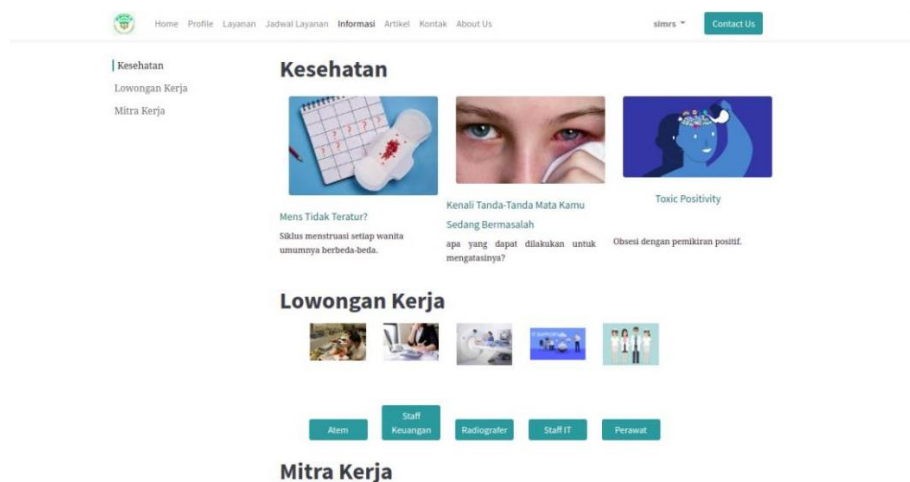 Home Profile Layanan Jadwal Layanan Informasi Artikel Kontak About Us simrs Contact Us
Kesehatan
Lowongan Kerja
Mitra Kerja
Kesehatan
Mens Tidak Teratur?
Siklus menstruasi setiap wanita
umumnya berbeda-beda.
Kenali Tanda-Tanda Mata Kamu
Sedang Bermasalah
apa yang dapat dilakukan untuk
mengatasinya?
Toxic Positivity
Obsesi dengan pemikiran positif.
Lowongan Kerja
IT SUPPORT
Atem
Staff
Keuangan
Radiografer
Staff IT
Perawat
Mitra Kerja